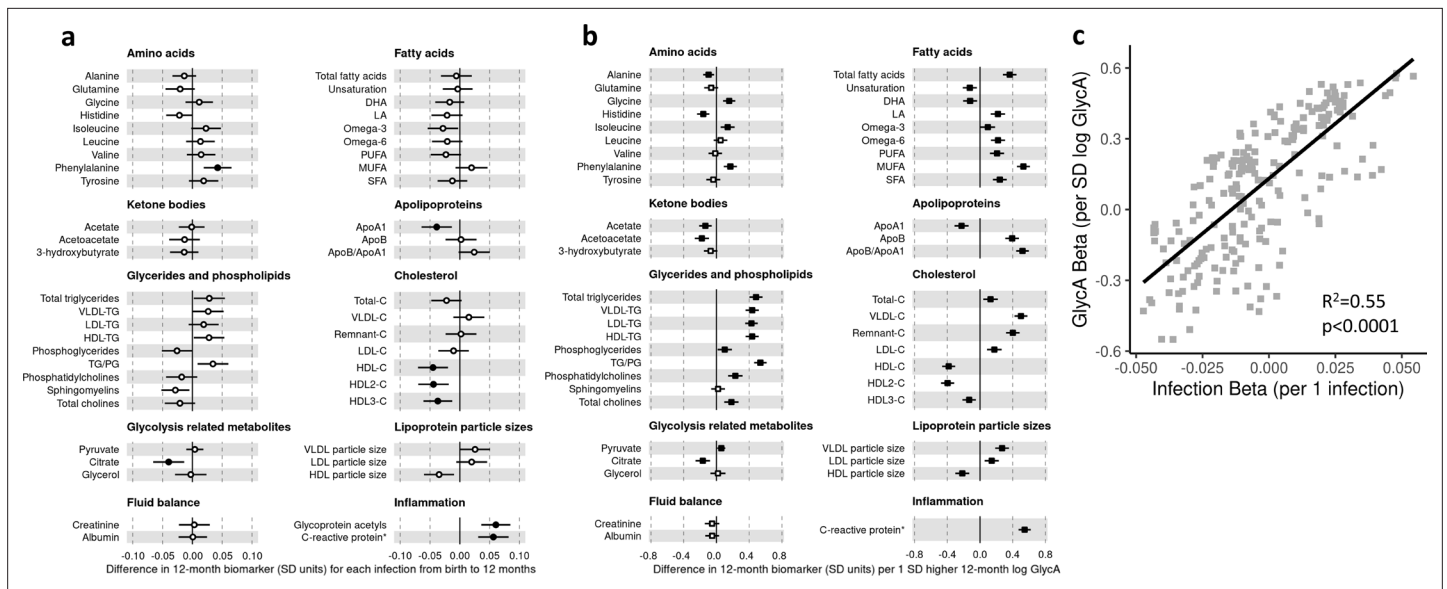 a
Amino acids
Alanine
Glutamine
Glycine
Histidine
Isoleucine
Leucine
Valine
Phenylalanine
Tyrosine
Ketone bodies
Acetate
Acetoacetate
3-hydroxybutyrate
Glycerides and phospholipids
Total triglycerides
VLDL-TG
LDL-TG
HDL-TG
Phosphoglycerides
TG/PG
Phosphatidylcholines
Sphingomyelins
Total cholines
Glycolysis related metabolites
Pyruvate
Citrate
Glycerol
Fluid balance
Creatinine
Albumin
-0.10 -0.05 0.00 0.05 0.10
Fatty acids
Total fatty acids
Unsaturation
DHA
LA
Omega-3
Omega-6
PUFA
MUFA
SFA
Apolipoproteins
ApoA1
ApoB
ApoB/ApoA1
Cholesterol
Total-C
VLDL-C
Remnant-C
LDL-C
HDL-C
HDL2-C
HDL3-C
Lipoprotein particle sizes
VLDL particle size
LDL particle size
HDL particle size
Inflammation
Glycoprotein acetyls
C-reactive protein*
-0.10 -0.05 0.00 0.05 0.10
Difference in 12-month biomarker (SD units) for each infection from birth to 12 months
b
Amino acids
Alanine
Glutamine
Glycine
Histidine
Isoleucine
Leucine
Valine
Phenylalanine
Tyrosine
Ketone bodies
Acetate
Acetoacetate
3-hydroxybutyrate
Glycerides and phospholipids
Total triglycerides
VLDL-TG
LDL-TG
HDL-TG
Phosphoglycerides
TG/PG
Phosphatidylcholines
Sphingomyelins
Total cholines
Glycolysis related metabolites
Pyruvate
Citrate
Glycerol
Fluid balance
Creatinine
Albumin
-0.8 -0.4 0.0 0.4 0.8
Fatty acids
Total fatty acids
Unsaturation
DHA
LA
Omega-3
Omega-6
PUFA
MUFA
SFA
Apolipoproteins
ApoA1
ApoB
ApoB/ApoA1
Cholesterol
Total-C
VLDL-C
Remnant-C
LDL-C
HDL-C
HDL2-C
HDL3-C
Lipoprotein particle sizes
VLDL particle size
LDL particle size
HDL particle size
Inflammation
C-reactive protein*
-0.8 -0.4 0.0 0.4 0.8
Difference in 12-month biomarker (SD units) per 1 SD higher 12-month log GlycA
c
GlycA Beta (per SD log GlycA)
0.6
0.3
0.0
-0.3
-0.6
R²=0.55
p<0.0001
-0.050 -0.025 0.000 0.025 0.050
Infection Beta (per 1 infection)